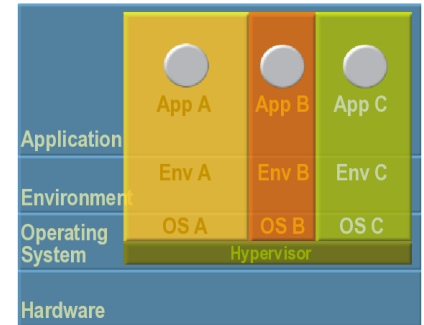 App A App B App C
Application
Env A Env B Env C
Environment
OS A OS B OS C
Operating
System
Hypervisor
Hardware